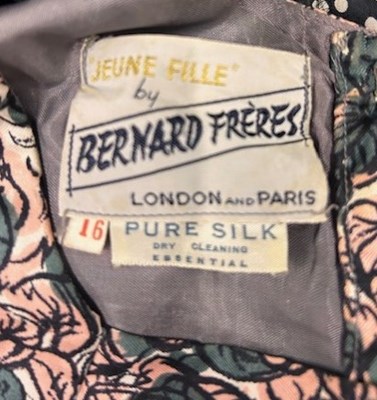 "JEUNE FILLE"
by
BERNARD FRÈRES
LONDON AND PARIS
16
PURE SILK
DRY CLEANING
ESSENTIAL